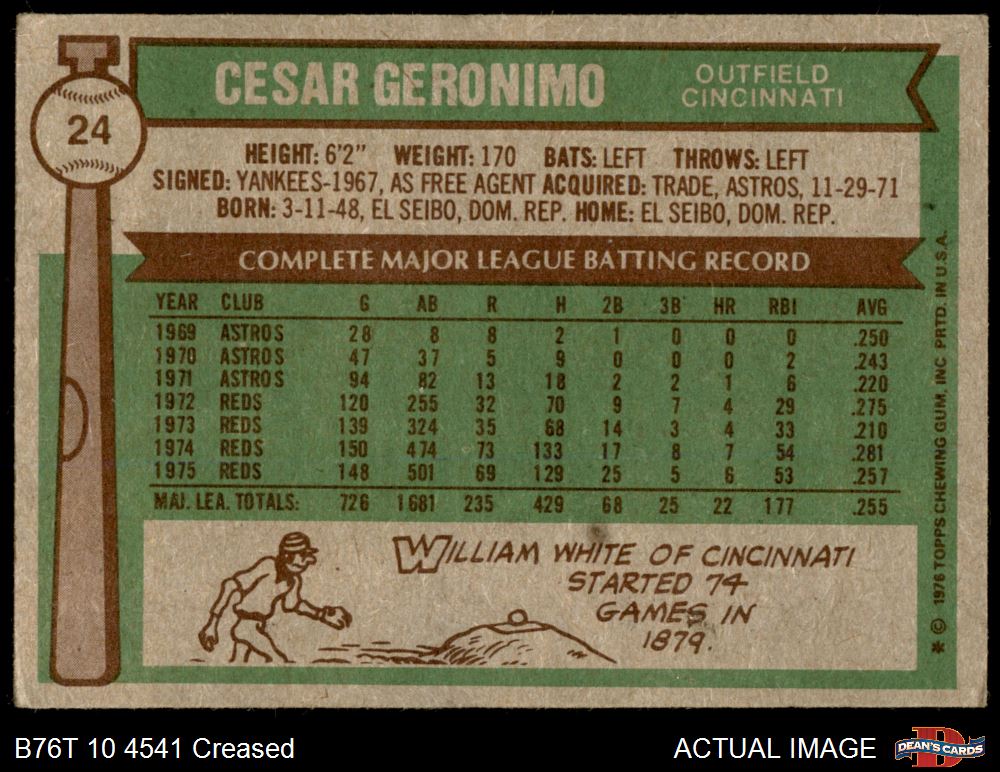 24
CESAR GERONIMO
OUTFIELD
CINCINNATI
HEIGHT: 6'2" WEIGHT: 170 BATS: LEFT THROWS: LEFT
SIGNED: YANKEES-1967, AS FREE AGENT ACQUIRED: TRADE, ASTROS, 11-29-71
BORN: 3-11-48, EL SEIBO, DOM. REP. HOME: EL SEIBO, DOM. REP.
COMPLETE MAJOR LEAGUE BATTING RECORD
YEAR CLUB G AB R H 2B 3B HR RBI AVG
1969 ASTROS 28 8 8 2 1 0 0 0 .250
1970 ASTROS 47 37 5 9 0 0 0 2 .243
1971 ASTROS 94 82 13 18 2 2 1 6 .220
1972 REDS 120 255 32 70 9 7 4 29 .275
1973 REDS 139 324 35 68 14 3 4 33 .210
1974 REDS 150 474 73 133 17 8 7 54 .281
1975 REDS 148 501 69 129 25 5 6 53 .257
MAJ. LEA. TOTALS: 726 1681 235 429 68 25 22 177 .255
WILLIAM WHITE OF CINCINNATI
STARTED 74
GAMES IN
1879.
* © 1976 TOPPS CHEWING GUM, INC. PRTD. IN U.S.A.
B76T 10 4541 Creased
ACTUAL IMAGE
DEAN'S CARDS